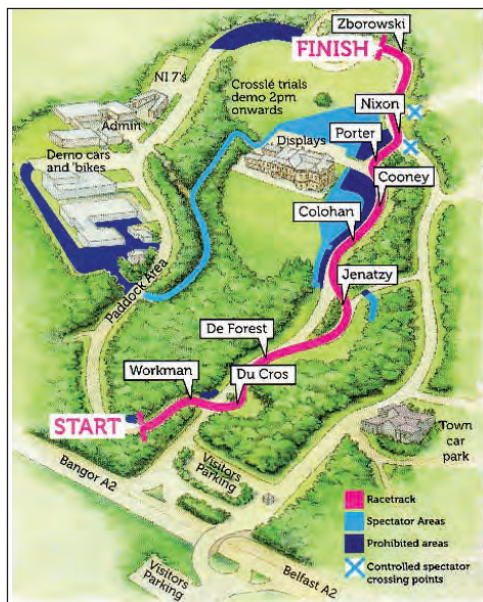 Zborowski
FINISH
NI 7's
Crosslé trials
demo 2pm
onwards
Nixon
Admin
Porter
Displays
Demo cars
and 'bikes
Cooney
Colohan
Paddock Area
Jenatzy
De Forest
Workman
Du Cros
START
Town
car
park
Bangor A2
Visitors
Parking
Racetrack
Spectator Areas
Prohibited areas
Controlled spectator
crossing points
Visitors
Parking
Belfast A2